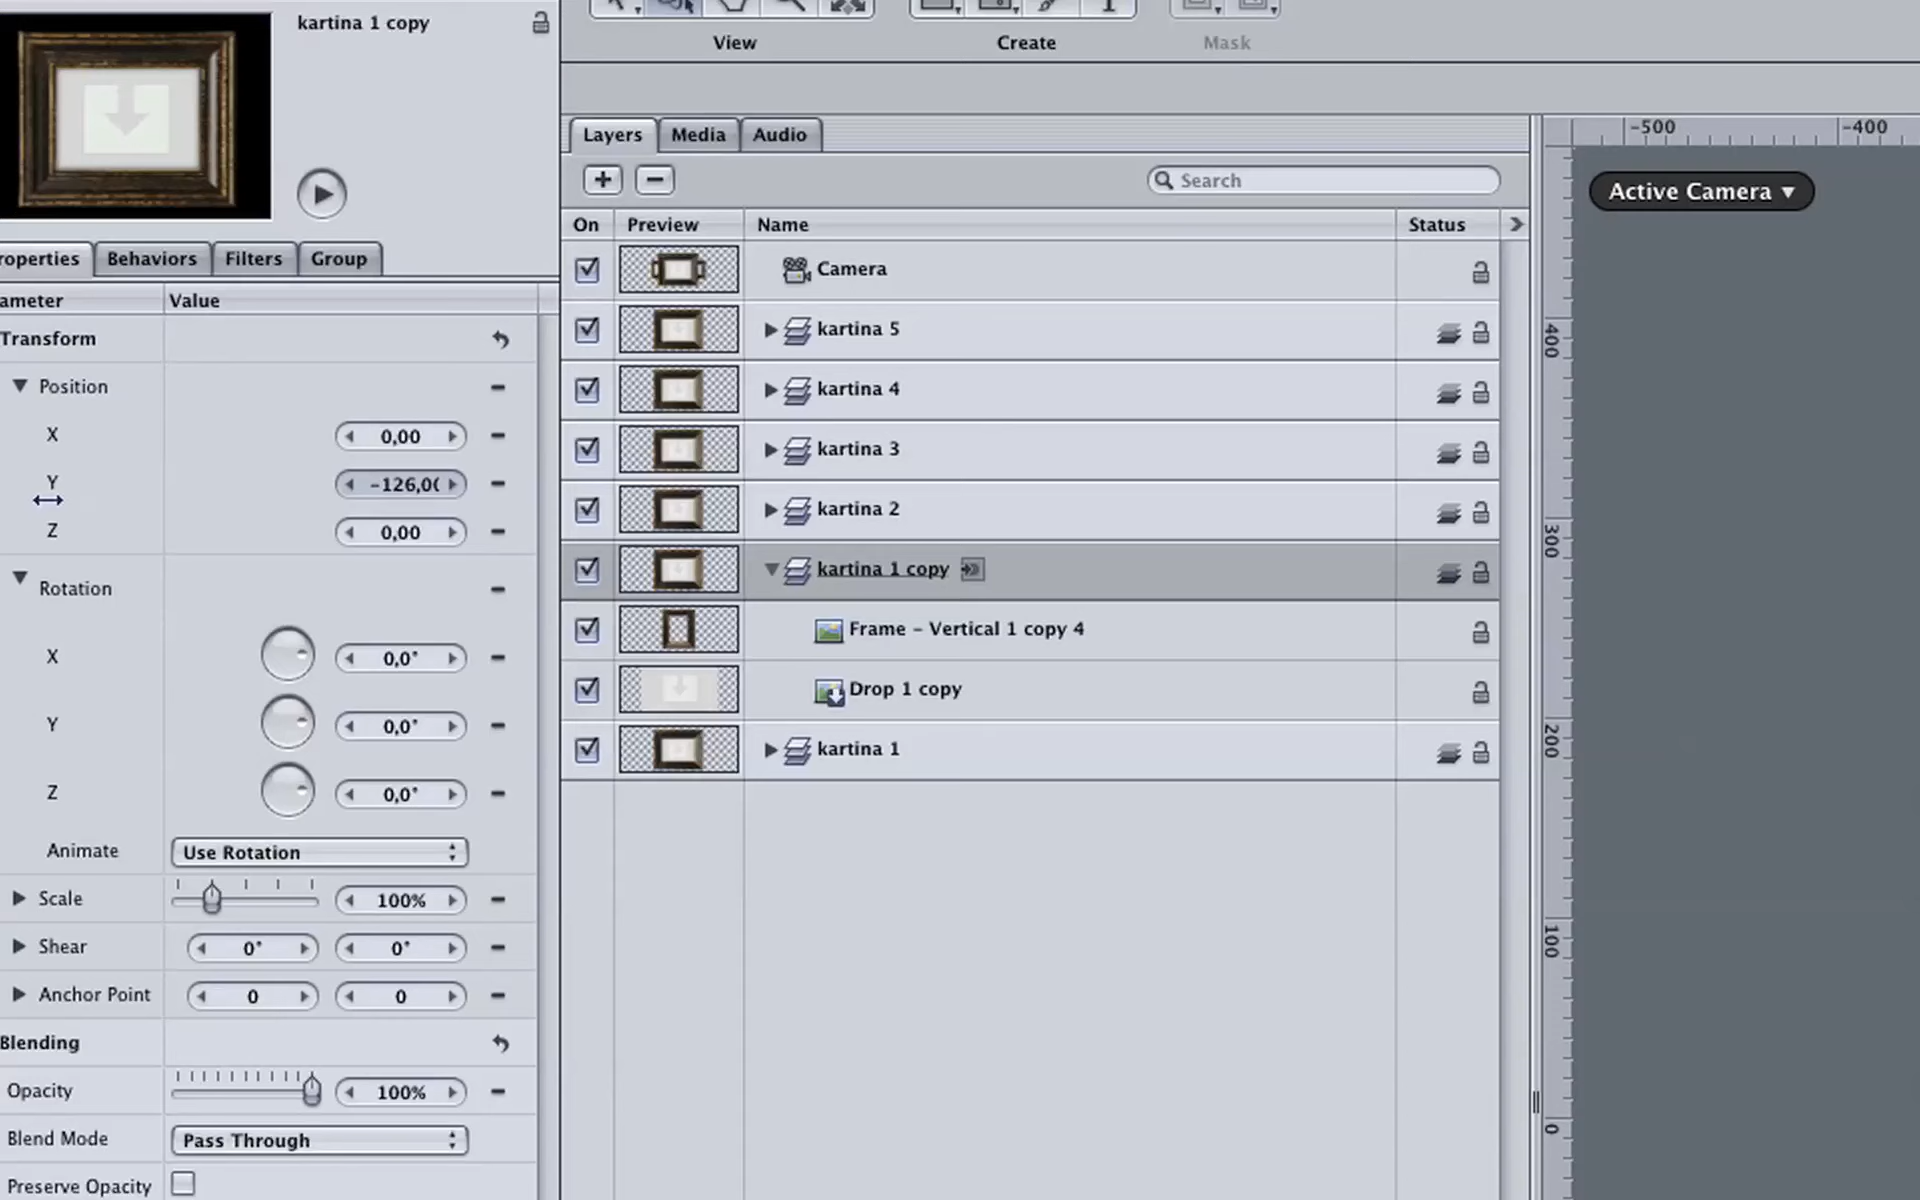 kartina 1 copy
View
Create
Mask
Layers
Media
Audio
-500
-400
Search
Active Camera
On
Preview
Name
Status
roperties
Behaviors
Filters
Group
Camera
ameter
Value
kartina 5
Transform
400
Position
kartina 4
X
0,00
kartina 3
Y
-126,0(
kartina 2
Z
0,00
300
Rotation
kartina 1 copy
X
0,0°
Frame - Vertical 1 copy 4
Drop 1 copy
Y
0,0°
kartina 1
200
Z
0,0°
Animate
Use Rotation
Scale
100%
Shear
0°
0°
100
Anchor Point
0
0
Blending
Opacity
100%
Blend Mode
Pass Through
0
Preserve Opacity